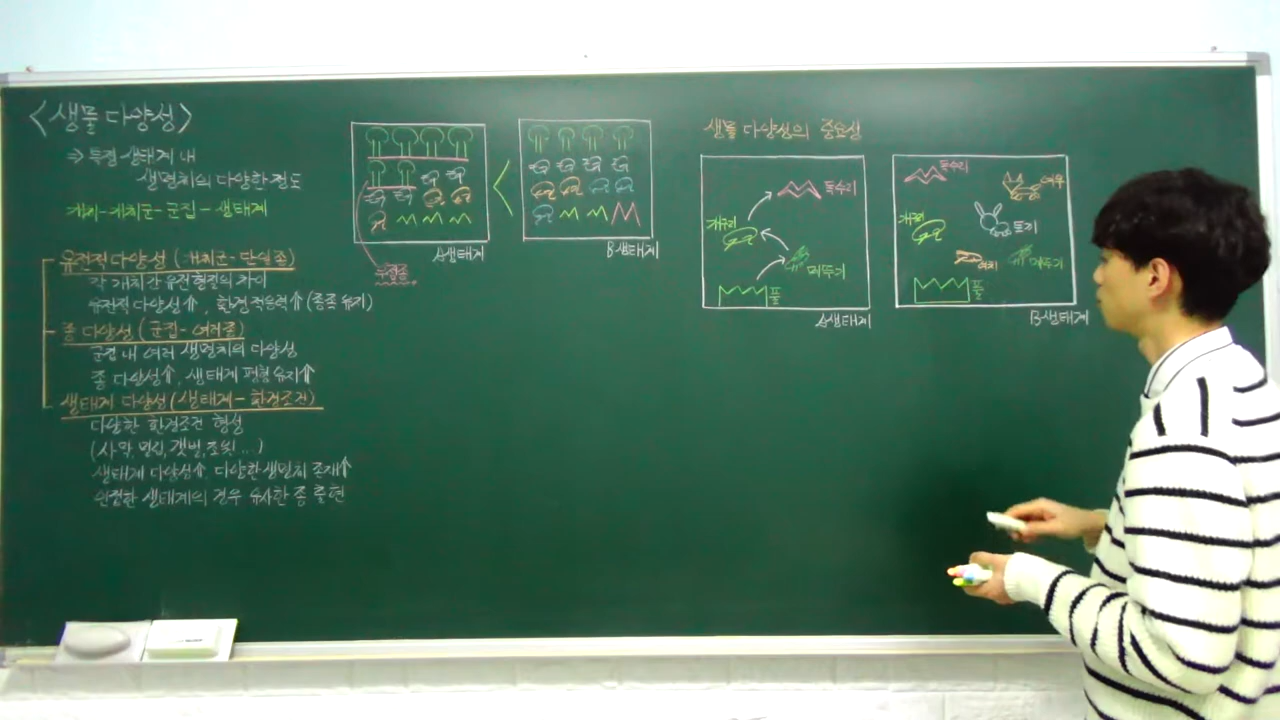 <생물 다양성>
⇒ 특정 생태계 내
생명체의 다양한 정도
개체-개체군-군집-생태계
유전적 다양성 (개체군-단일종)
각 개체간 유전형질의 차이
유전적 다양성⇑, 환경 적응력⇑ (종족 유지)
종 다양성 (군집-여러종)
군집 내 여러 생명체의 다양성
종 다양성⇑, 생태계 평형 유지⇑
생태계 다양성 (생태계-환경조건)
다양한 환경조건 형성
(사막, 밀림, 갯벌, 초원, ...)
생태계 다양성⇑, 다양한 생명체 존재⇑
안정한 생태계의 경우 유사한 종 출현
<
A생태계
B생태계
우점종
생물 다양성의 중요성
독수리
개구리
메뚜기
풀
A생태계
독수리
여우
개구리
토끼
여치
메뚜기
풀
B생태계